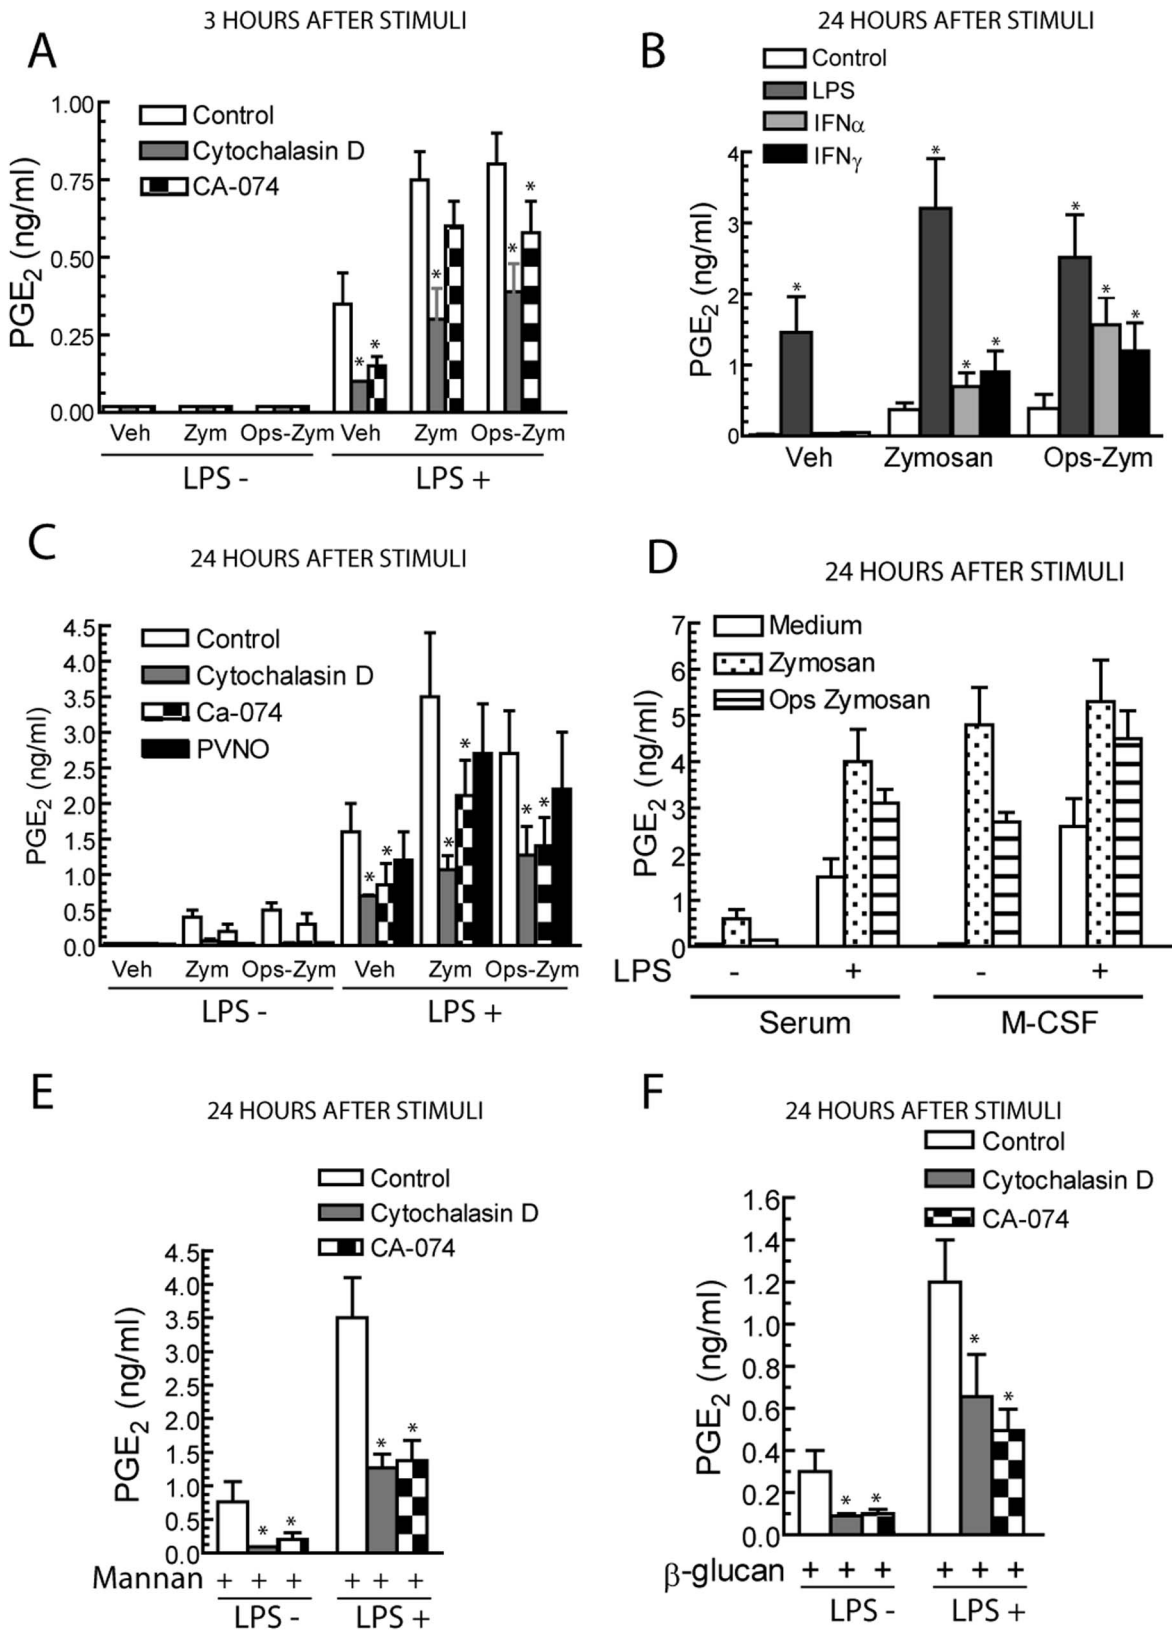 A
3 HOURS AFTER STIMULI
Control
Cytochalasin D
CA-074
PGE2 (ng/ml)
1.00
0.75
0.50
0.25
0.00
Veh Zym Ops-Zym Veh Zym Ops-Zym
LPS - LPS +
B
24 HOURS AFTER STIMULI
Control
LPS
IFNα
IFNγ
PGE2 (ng/ml)
4
3
2
1
0
* * * * * * *
Veh Zymosan Ops-Zym
C
24 HOURS AFTER STIMULI
Control
Cytochalasin D
Ca-074
PVNO
PGE2 (ng/ml)
4.5
4.0
3.5
3.0
2.5
2.0
1.5
1.0
0.5
0.0
Veh Zym Ops-Zym Veh Zym Ops-Zym
LPS - LPS +
D
24 HOURS AFTER STIMULI
Medium
Zymosan
Ops Zymosan
PGE2 (ng/ml)
7
6
5
4
3
2
1
0
LPS - + - +
Serum M-CSF
E
24 HOURS AFTER STIMULI
Control
Cytochalasin D
CA-074
PGE2 (ng/ml)
4.5
4.0
3.5
3.0
2.5
2.0
1.5
1.0
0.5
0.0
Mannan + + + + + +
LPS - LPS +
F
24 HOURS AFTER STIMULI
Control
Cytochalasin D
CA-074
PGE2 (ng/ml)
1.6
1.4
1.2
1.0
0.8
0.6
0.4
0.2
0.0
β-glucan + + + + + +
LPS - LPS +